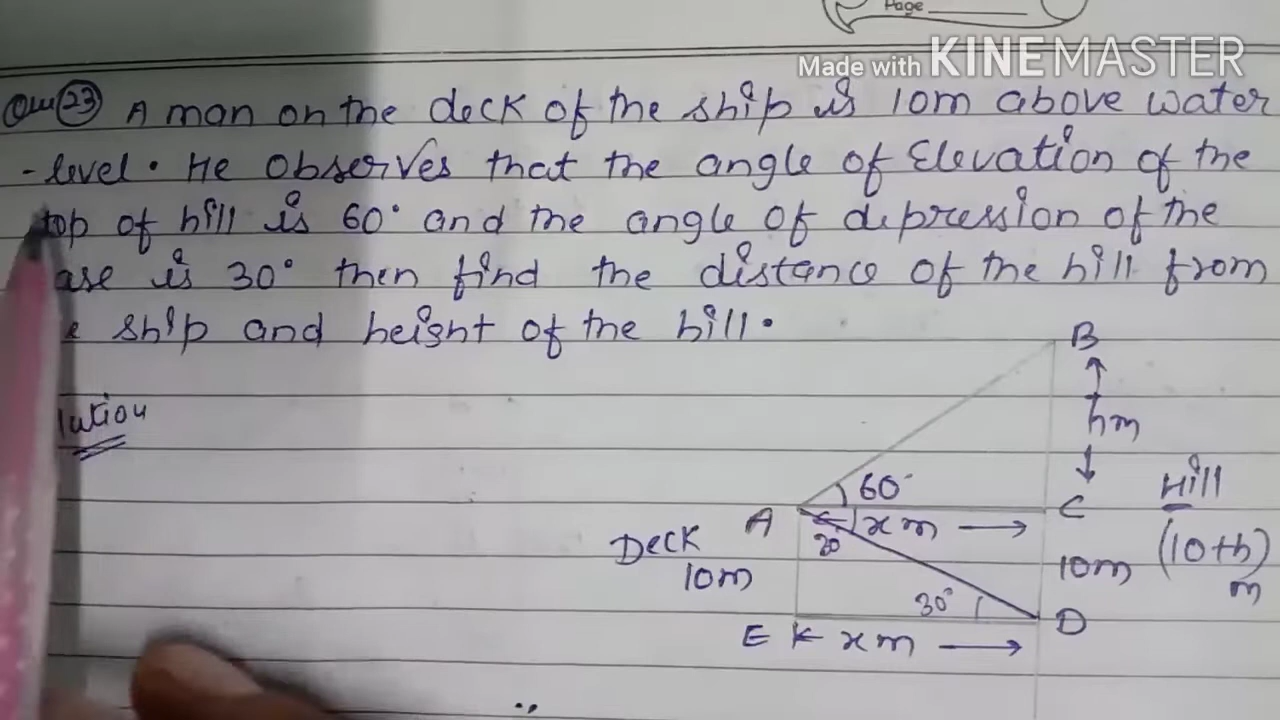 Page
Made with KINEMASTER
Que 23 A man on the deck of the ship is 10m above water
-level. He observes that the angle of Elevation of the
top of hill is 60° and the angle of depression of the
ase is 30° then find the distance of the hill from
ship and height of the hill.
lution
B
hm
60°
Hill
A
x m
C
Deck
30
10m
10m
(10+h)
m
30°
E
x m
D